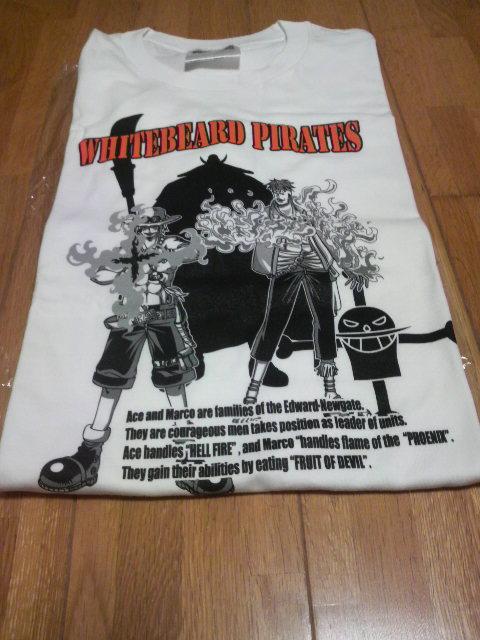 WHITEBEARD PIRATES
Ace and Marco are families of the Edward·Newgate.
They are courageous men takes position as leader of units.
Ace handles "HELL FIRE", and Marco "handles flame of the "PHOENIX".
They gain their abilities by eating "FRUIT OF DEVIL".